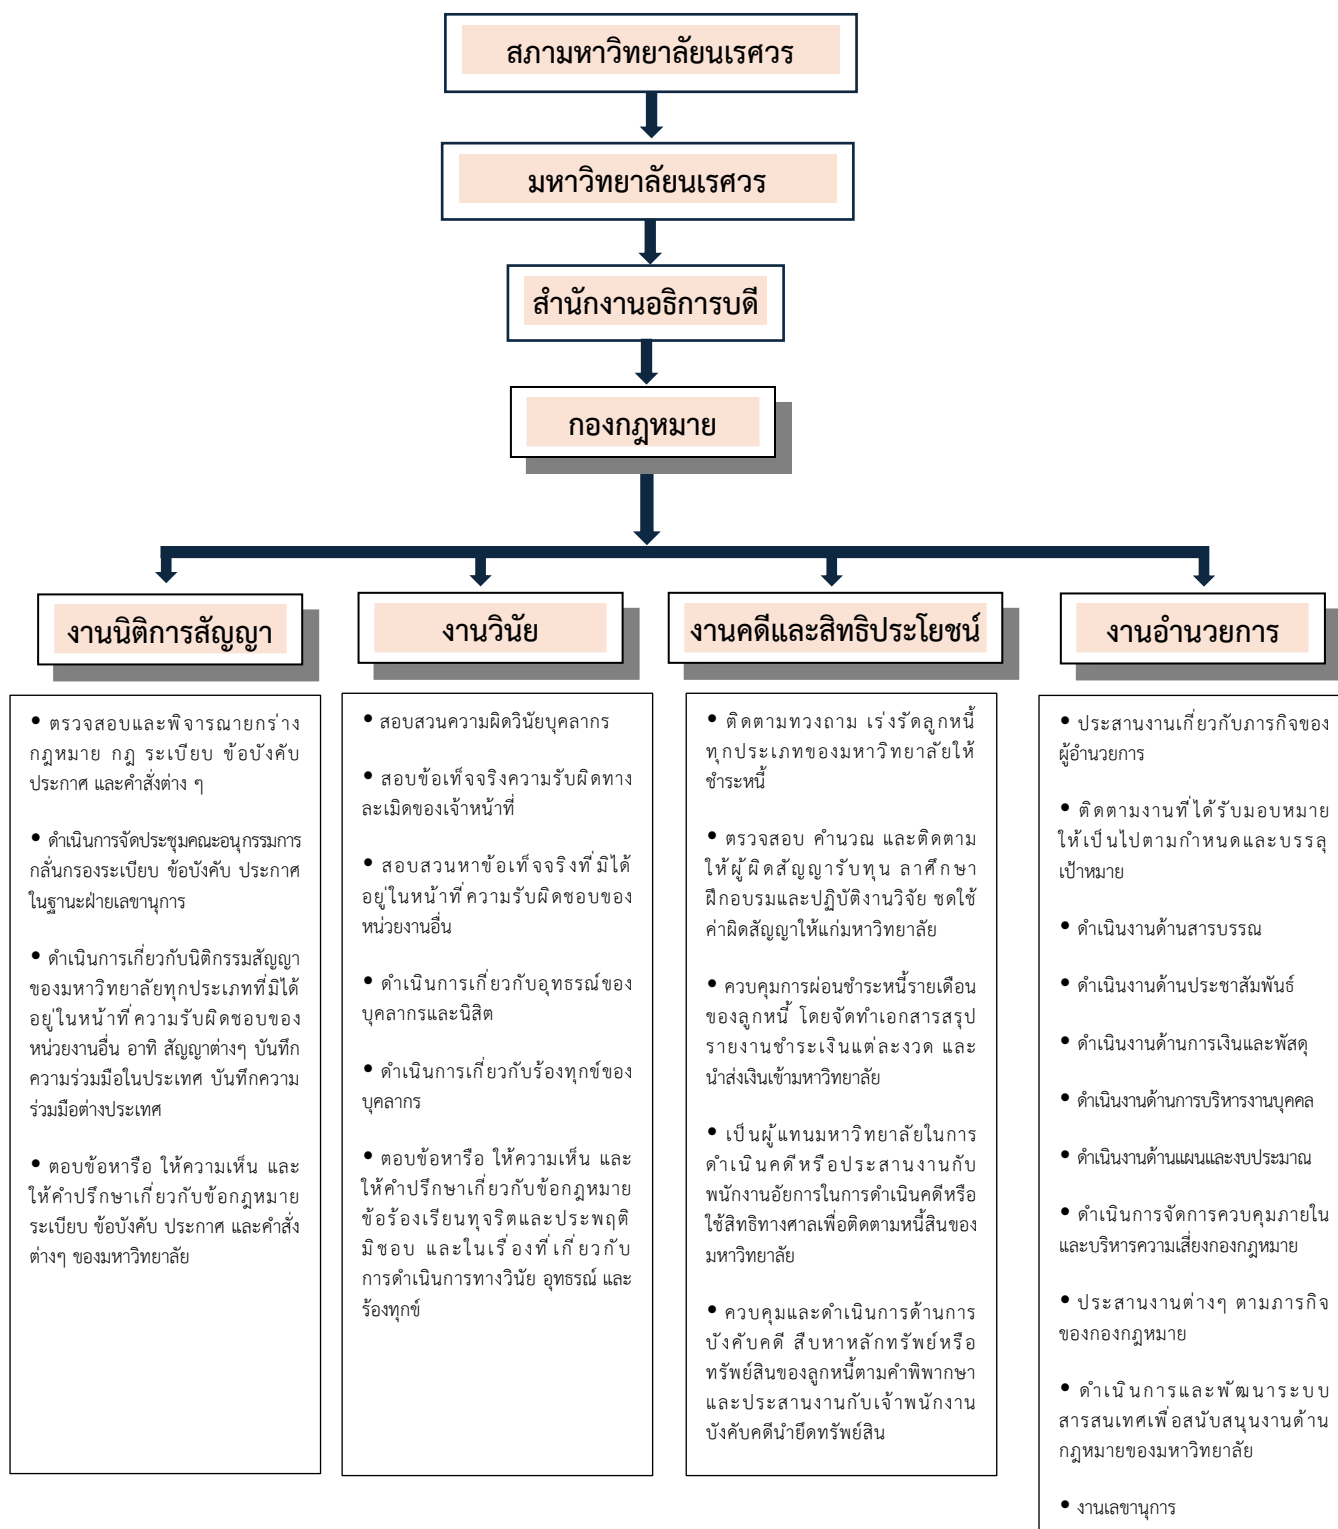 สภามหาวิทยาลัยนเรศวร
มหาวิทยาลัยนเรศวร
สำนักงานอธิการบดี
กองกฎหมาย
งานนิติการสัญญา
• ตรวจสอบและพิจารณายกร่าง
กฎหมาย กฎ ระเบียบ ข้อบังคับ
ประกาศ และคำสั่งต่าง ๆ
• ดำเนินการจัดประชุมคณะอนุกรรมการ
กลั่นกรองระเบียบ ข้อบังคับ ประกาศ
ในฐานะฝ่ายเลขานุการ
• ดำเนินการเกี่ยวกับนิติกรรมสัญญา
ของมหาวิทยาลัยทุกประเภทที่มิได้
อยู่ในหน้าที่ความรับผิดชอบของ
หน่วยงานอื่น อาทิ สัญญาต่างๆ บันทึก
ความร่วมมือในประเทศ บันทึกความ
ร่วมมือต่างประเทศ
• ตอบข้อหารือ ให้ความเห็น และ
ให้คำปรึกษาเกี่ยวกับข้อกฎหมาย
ระเบียบ ข้อบังคับ ประกาศ และคำสั่ง
ต่างๆ ของมหาวิทยาลัย
งานวินัย
• สอบสวนความผิดวินัยบุคลากร
• สอบข้อเท็จจริงความรับผิดทาง
ละเมิดของเจ้าหน้าที่
• สอบสวนหาข้อเท็จจริงที่มิได้
อยู่ในหน้าที่ความรับผิดชอบของ
หน่วยงานอื่น
• ดำเนินการเกี่ยวกับอุทธรณ์ของ
บุคลากรและนิสิต
• ดำเนินการเกี่ยวกับร้องทุกข์ของ
บุคลากร
• ตอบข้อหารือ ให้ความเห็น และ
ให้คำปรึกษาเกี่ยวกับข้อกฎหมาย
ข้อร้องเรียนทุจริตและประพฤติ
มิชอบ และในเรื่องที่เกี่ยวกับ
การดำเนินการทางวินัย อุทธรณ์ และ
ร้องทุกข์
งานคดีและสิทธิประโยชน์
• ติดตามทวงถาม เร่งรัดลูกหนี้
ทุกประเภทของมหาวิทยาลัยให้
ชำระหนี้
• ตรวจสอบ คำนวณ และติดตาม
ให้ผู้ผิดสัญญารับทุน ลาศึกษา
ฝึกอบรมและปฏิบัติงานวิจัย ชดใช้
ค่าผิดสัญญาให้แก่มหาวิทยาลัย
• ควบคุมการผ่อนชำระหนี้รายเดือน
ของลูกหนี้ โดยจัดทำเอกสารสรุป
รายงานชำระเงินแต่ละงวด และ
นำส่งเงินเข้ามหาวิทยาลัย
• เป็นผู้แทนมหาวิทยาลัยในการ
ดำเนินคดีหรือประสานงานกับ
พนักงานอัยการในการดำเนินคดีหรือ
ใช้สิทธิทางศาลเพื่อติดตามหนี้สินของ
มหาวิทยาลัย
• ควบคุมและดำเนินการด้านการ
บังคับคดี สืบหาหลักทรัพย์หรือ
ทรัพย์สินของลูกหนี้ตามคำพิพากษา
และประสานงานกับเจ้าพนักงาน
บังคับคดีนำยึดทรัพย์สิน
งานอำนวยการ
• ประสานงานเกี่ยวกับภารกิจของ
ผู้อำนวยการ
• ติดตามงานที่ได้รับมอบหมาย
ให้เป็นไปตามกำหนดและบรรลุ
เป้าหมาย
• ดำเนินงานด้านสารบรรณ
• ดำเนินงานด้านประชาสัมพันธ์
• ดำเนินงานด้านการเงินและพัสดุ
• ดำเนินงานด้านการบริหารงานบุคคล
• ดำเนินงานด้านแผนและงบประมาณ
• ดำเนินการจัดการควบคุมภายใน
และบริหารความเสี่ยงกองกฎหมาย
• ประสานงานต่างๆ ตามภารกิจ
ของกองกฎหมาย
• ดำเนินการและพัฒนาระบบ
สารสนเทศเพื่อสนับสนุนงานด้าน
กฎหมายของมหาวิทยาลัย
• งานเลขานุการ